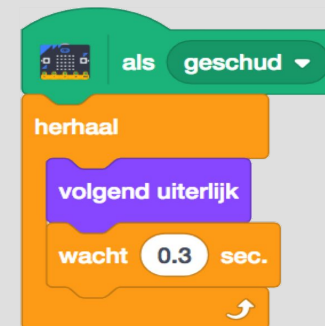 als geschud
herhaal
volgend uiterlijk
wacht 0.3 sec.